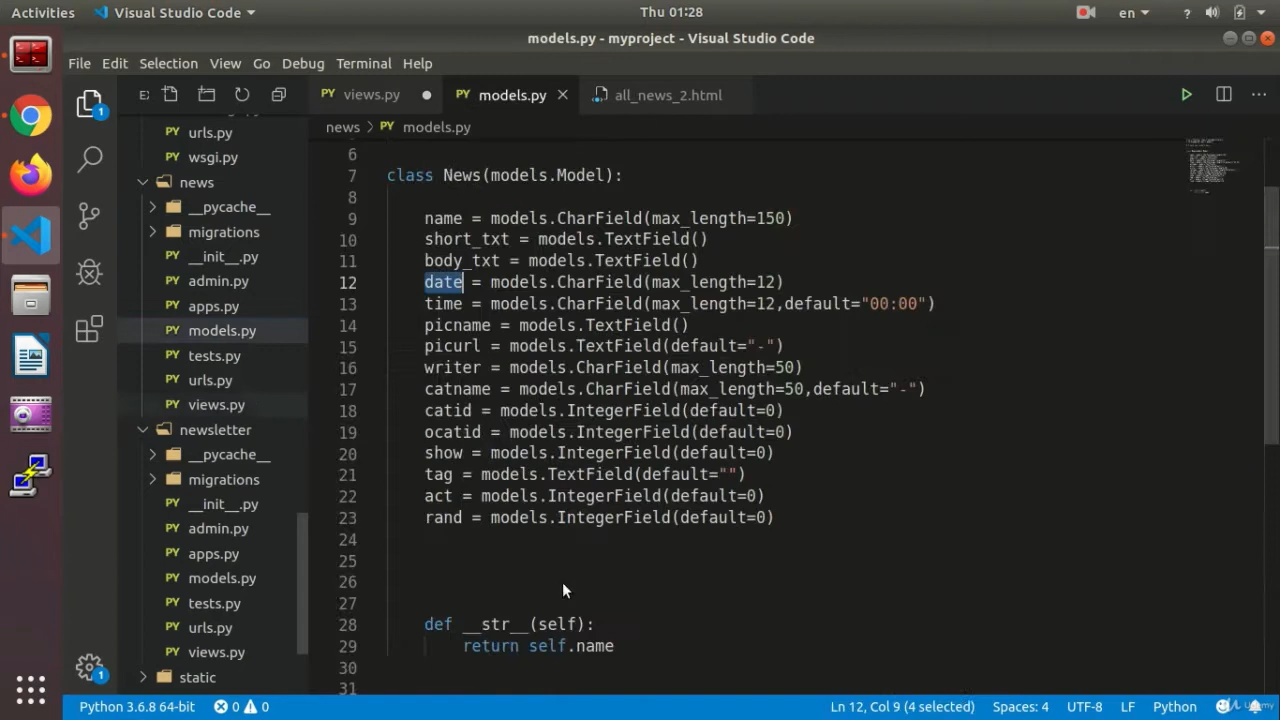 Activities
Visual Studio Code
Thu 01:28
en
models.py - myproject - Visual Studio Code
File Edit Selection View Go Debug Terminal Help
views.py
models.py
all_news_2.html
news > models.py
urls.py
wsgi.py
news
__pycache__
migrations
__init__.py
admin.py
apps.py
models.py
tests.py
urls.py
views.py
newsletter
__pycache__
migrations
__init__.py
admin.py
apps.py
models.py
tests.py
urls.py
views.py
static
6
7 class News(models.Model):
8
9 name = models.CharField(max_length=150)
10 short_txt = models.TextField()
11 body_txt = models.TextField()
12 date = models.CharField(max_length=12)
13 time = models.CharField(max_length=12,default="00:00")
14 picname = models.TextField()
15 picurl = models.TextField(default="-")
16 writer = models.CharField(max_length=50)
17 catname = models.CharField(max_length=50,default="-")
18 catid = models.IntegerField(default=0)
19 ocatid = models.IntegerField(default=0)
20 show = models.IntegerField(default=0)
21 tag = models.TextField(default="")
22 act = models.IntegerField(default=0)
23 rand = models.IntegerField(default=0)
24
25
26
27
28 def __str__(self):
29 return self.name
30
31
Python 3.6.8 64-bit
0 0
Ln 12, Col 9 (4 selected)
Spaces: 4
UTF-8
LF
Python
Udemy